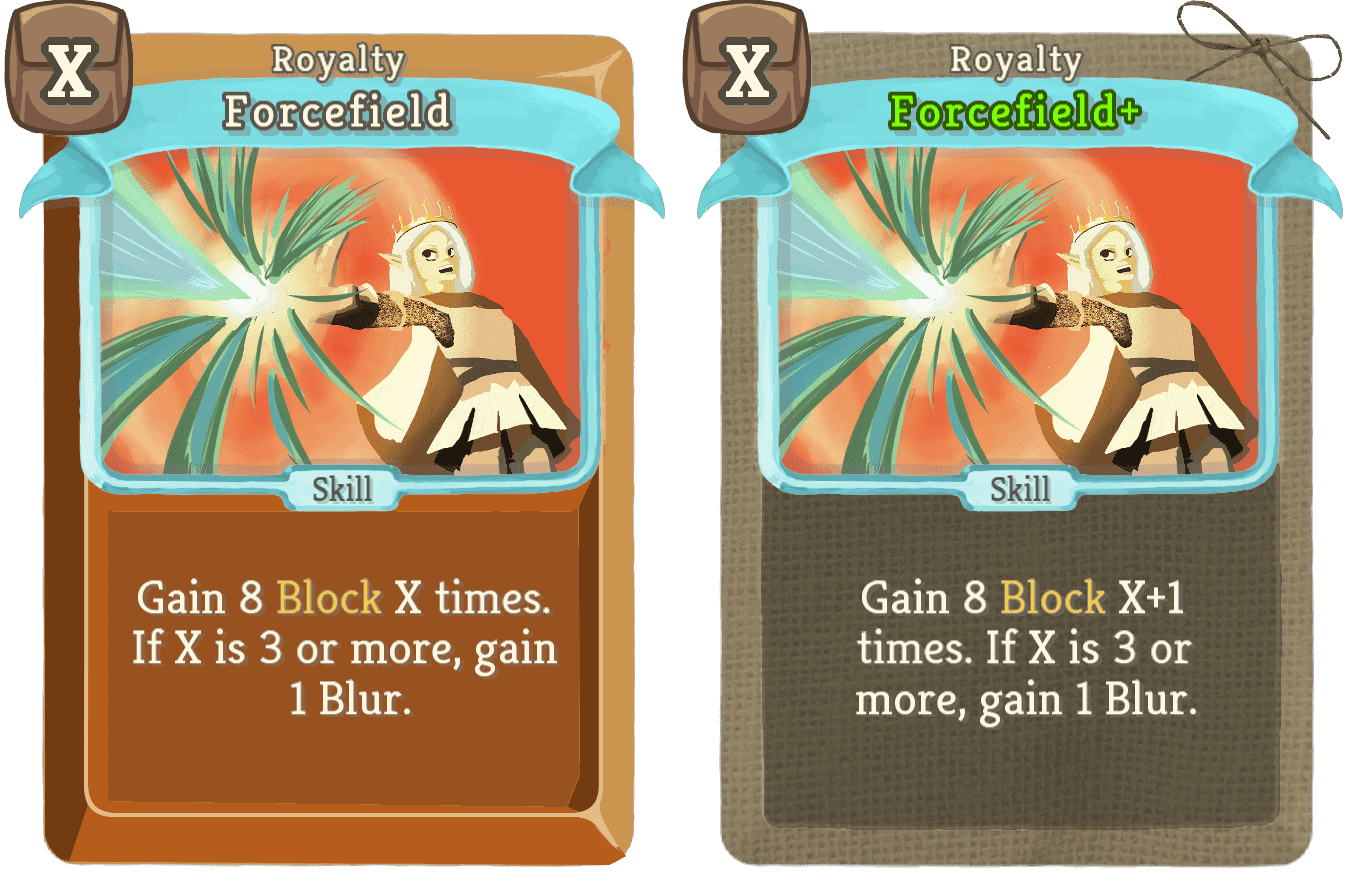 X
Royalty
Forcefield
Skill
Gain 8 Block X times.
If X is 3 or more, gain
1 Blur.
X
Royalty
Forcefield+
Skill
Gain 8 Block X+1
times. If X is 3 or
more, gain 1 Blur.